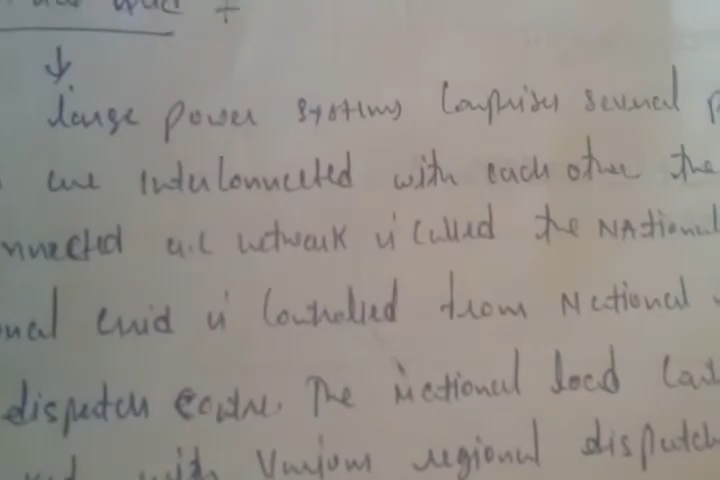 +
large power systems comprises several
are interconnected with each other the
nnected a.c network is called the National
nal Grid is controlled from National
dispatch centre. The National load
with various regional dispatch